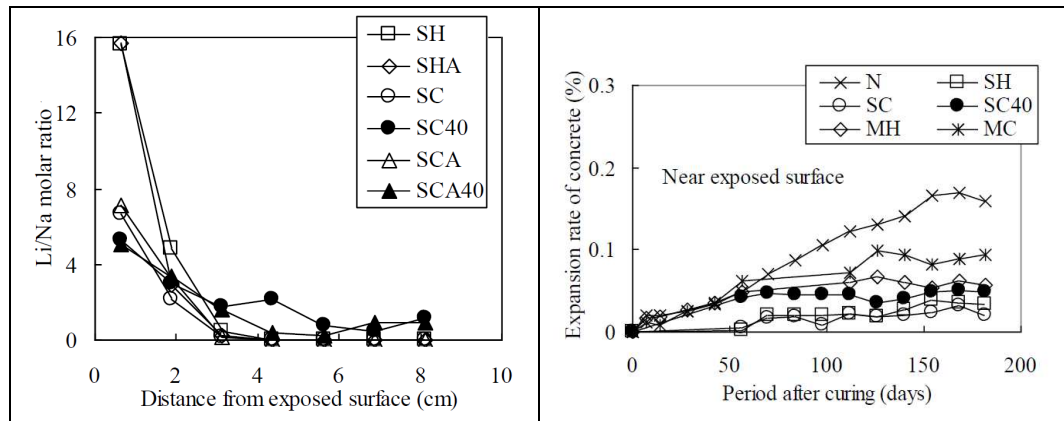 16
12
8
4
0
Li/Na molar ratio
SH
SHA
SC
SC40
SCA
SCA40
0 2 4 6 8 10
Distance from exposed surface (cm)
0.3
0.2
0.1
0
Expansion rate of concrete (%)
N SH
SC SC40
MH MC
Near exposed surface
0 50 100 150 200
Period after curing (days)